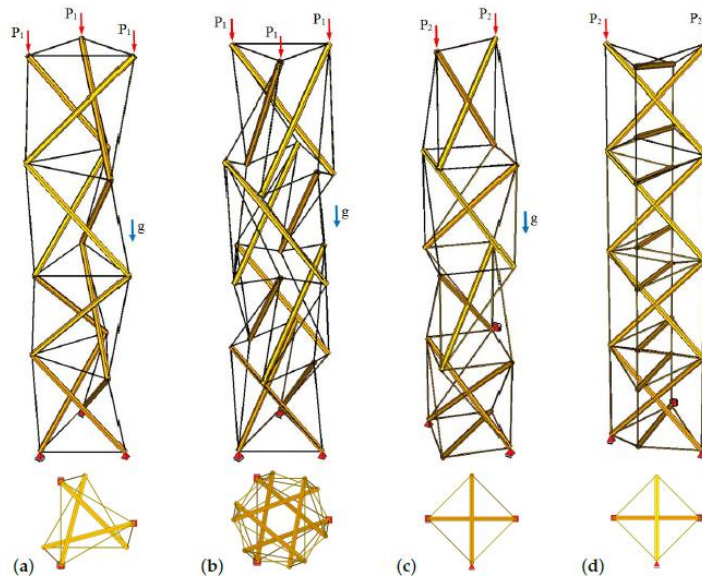 P₁ P₁ P₁
P₁ P₁ P₁
P₂ P₂
P₂ P₂
g
g
g
(a) (b) (c) (d)